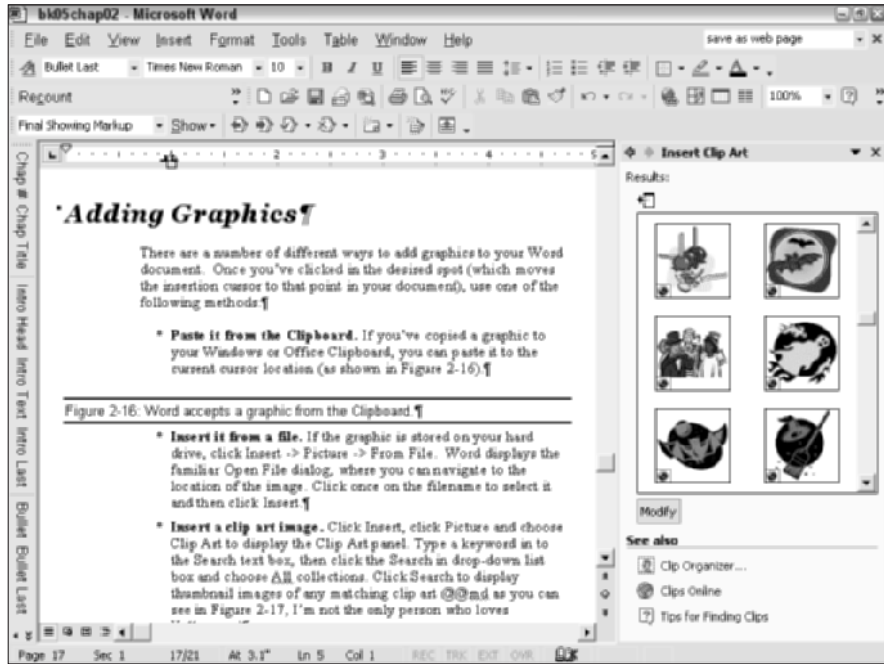 bk05chap02 - Microsoft Word
File Edit View Insert Format Tools Table Window Help
save as web page
Bullet Last
Times New Roman
10
B I U
Recount
100%
Final Showing Markup
Show
2 3 4 5
Insert Clip Art
Results:
Chap #
Chap Title
Intro Head
Intro Text
Intro Last
Bullet
Bullet Last
Adding Graphics¶
There are a number of different ways to add graphics to your Word
document. Once you've clicked in the desired spot (which moves
the insertion cursor to that point in your document), use one of the
following methods:¶
Paste it from the Clipboard. If you've copied a graphic to
your Windows or Office Clipboard, you can paste it to the
current cursor location (as shown in Figure 2-16).¶
Figure 2-16: Word accepts a graphic from the Clipboard.¶
Insert it from a file. If the graphic is stored on your hard
drive, click Insert -> Picture -> From File. Word displays the
familiar Open File dialog, where you can navigate to the
location of the image. Click once on the filename to select it
and then click Insert.¶
Insert a clip art image. Click Insert, click Picture and choose
Clip Art to display the Clip Art panel. Type a keyword in to
the Search text box, then click the Search in drop-down list
box and choose All collections. Click Search to display
thumbnail images of any matching clip art @@md as you can
see in Figure 2-17, I'm not the only person who loves
Modify
See also
Clip Organizer...
Clips Online
Tips for Finding Clips
Page 17 Sec 1 17/21 At 3.1" Ln 5 Col 1 REC TRK EXT OVR